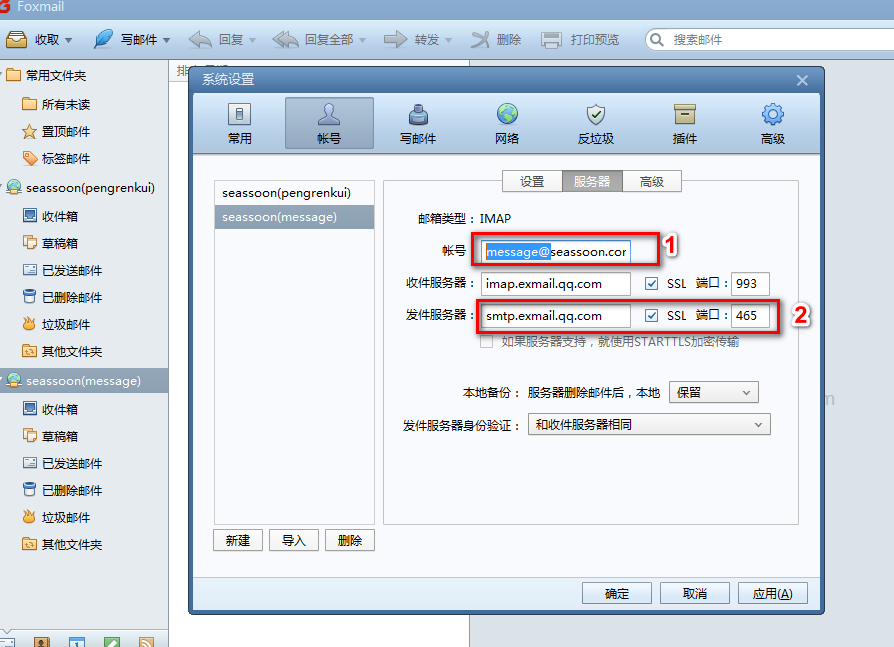 Foxmail
收取 写邮件 回复 回复全部 转发 删除 打印预览 搜索邮件
常用文件夹
所有未读
置顶邮件
标签邮件
seassoon(pengrenkui)
收件箱
草稿箱
已发送邮件
已删除邮件
垃圾邮件
其他文件夹
seassoon(message)
收件箱
草稿箱
已发送邮件
已删除邮件
垃圾邮件
其他文件夹
系统设置
常用 帐号 写邮件 网络 反垃圾 插件 高级
seassoon(pengrenkui)
seassoon(message)
新建 导入 删除
设置 服务器 高级
邮箱类型： IMAP
帐号 message@seassoon.cor 1
收件服务器： imap.exmail.qq.com SSL 端口： 993
发件服务器： smtp.exmail.qq.com SSL 端口： 465 2
如果服务器支持，就使用STARTTLS加密传输
本地备份： 服务器删除邮件后，本地 保留
发件服务器身份验证： 和收件服务器相同
确定 取消 应用(A)